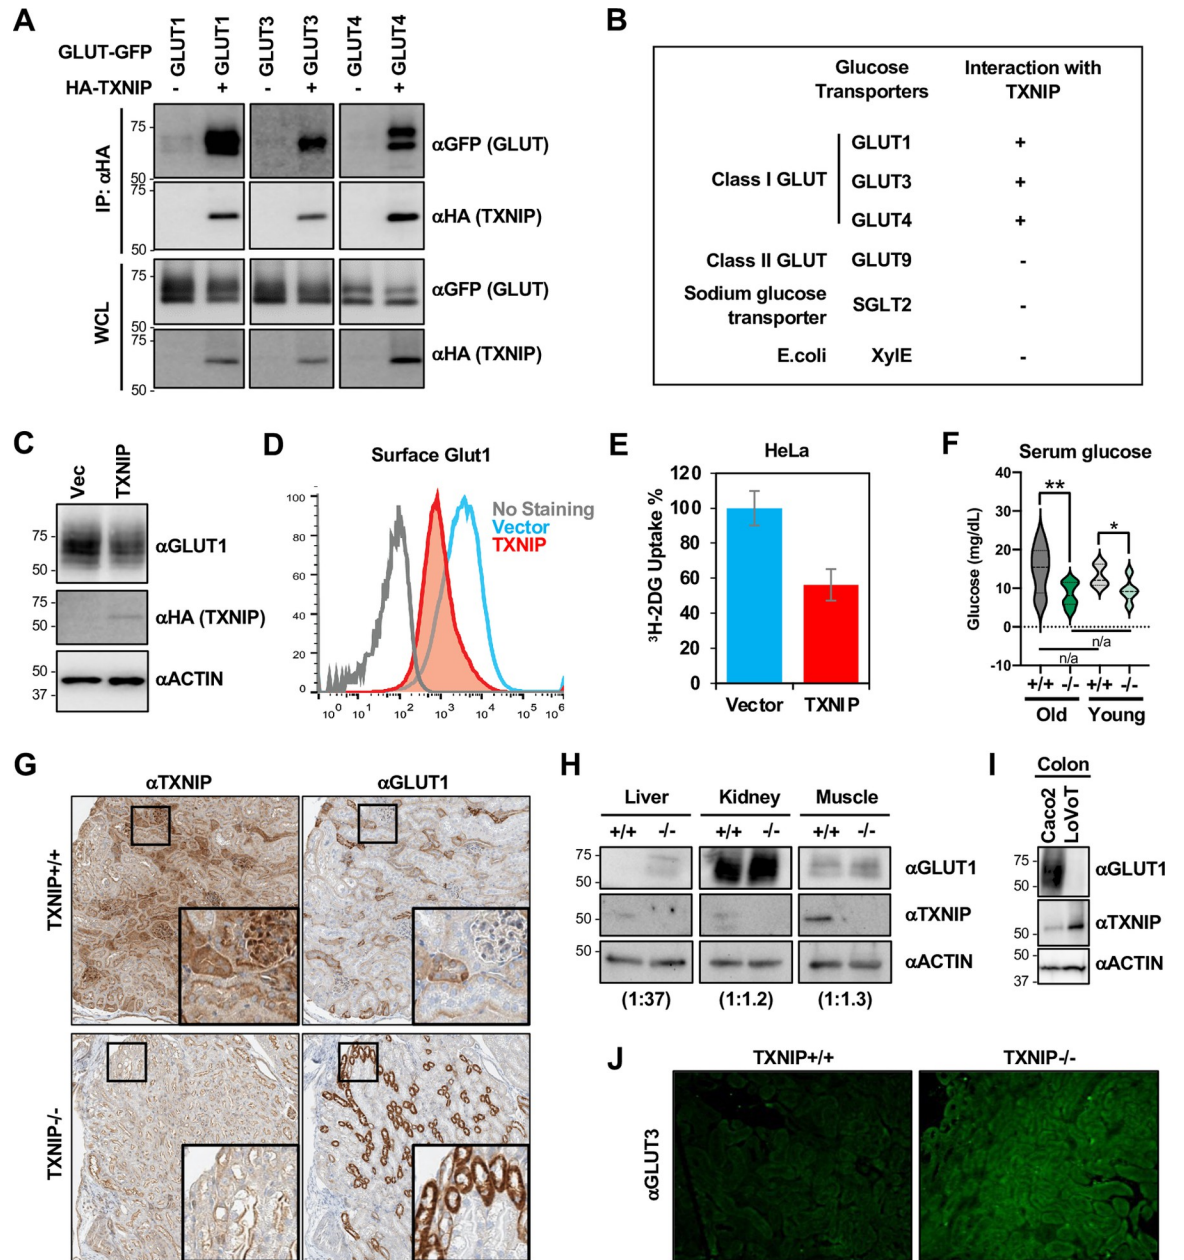 A
GLUT-GFP
GLUT1
GLUT1
GLUT3
GLUT3
GLUT4
GLUT4
HA-TXNIP
- + - + - +
IP: αHA
75
50
αGFP (GLUT)
75
50
αHA (TXNIP)
WCL
75
50
αGFP (GLUT)
75
50
αHA (TXNIP)
B
Glucose Interaction with
Transporters TXNIP
Class I GLUT
GLUT1 +
GLUT3 +
GLUT4 +
Class II GLUT GLUT9 -
Sodium glucose
transporter
SGLT2 -
E.coli XylE -
C
Vec
TXNIP
75
50
αGLUT1
75
50
αHA (TXNIP)
50
37
αACTIN
D
Surface Glut1
No Staining
Vector
TXNIP
100
80
60
40
20
0
10⁰ 10¹ 10² 10³ 10⁴ 10⁵ 10⁶
E
HeLa
³H-2DG Uptake %
120
100
80
60
40
20
0
Vector TXNIP
F
Serum glucose
Glucose (mg/dL)
40
30
20
10
0
-10
**
*
n/a
n/a
+/+ -/- +/+ -/-
Old Young
G
αTXNIP αGLUT1
TXNIP+/+
TXNIP-/-
H
Liver Kidney Muscle
+/+ -/- +/+ -/- +/+ -/-
75
50
αGLUT1
50
αTXNIP
50
αACTIN
(1:37) (1:1.2) (1:1.3)
I
Colon
Caco2
LoVoT
75
50
αGLUT1
50
αTXNIP
50
37
αACTIN
J
TXNIP+/+ TXNIP-/-
αGLUT3